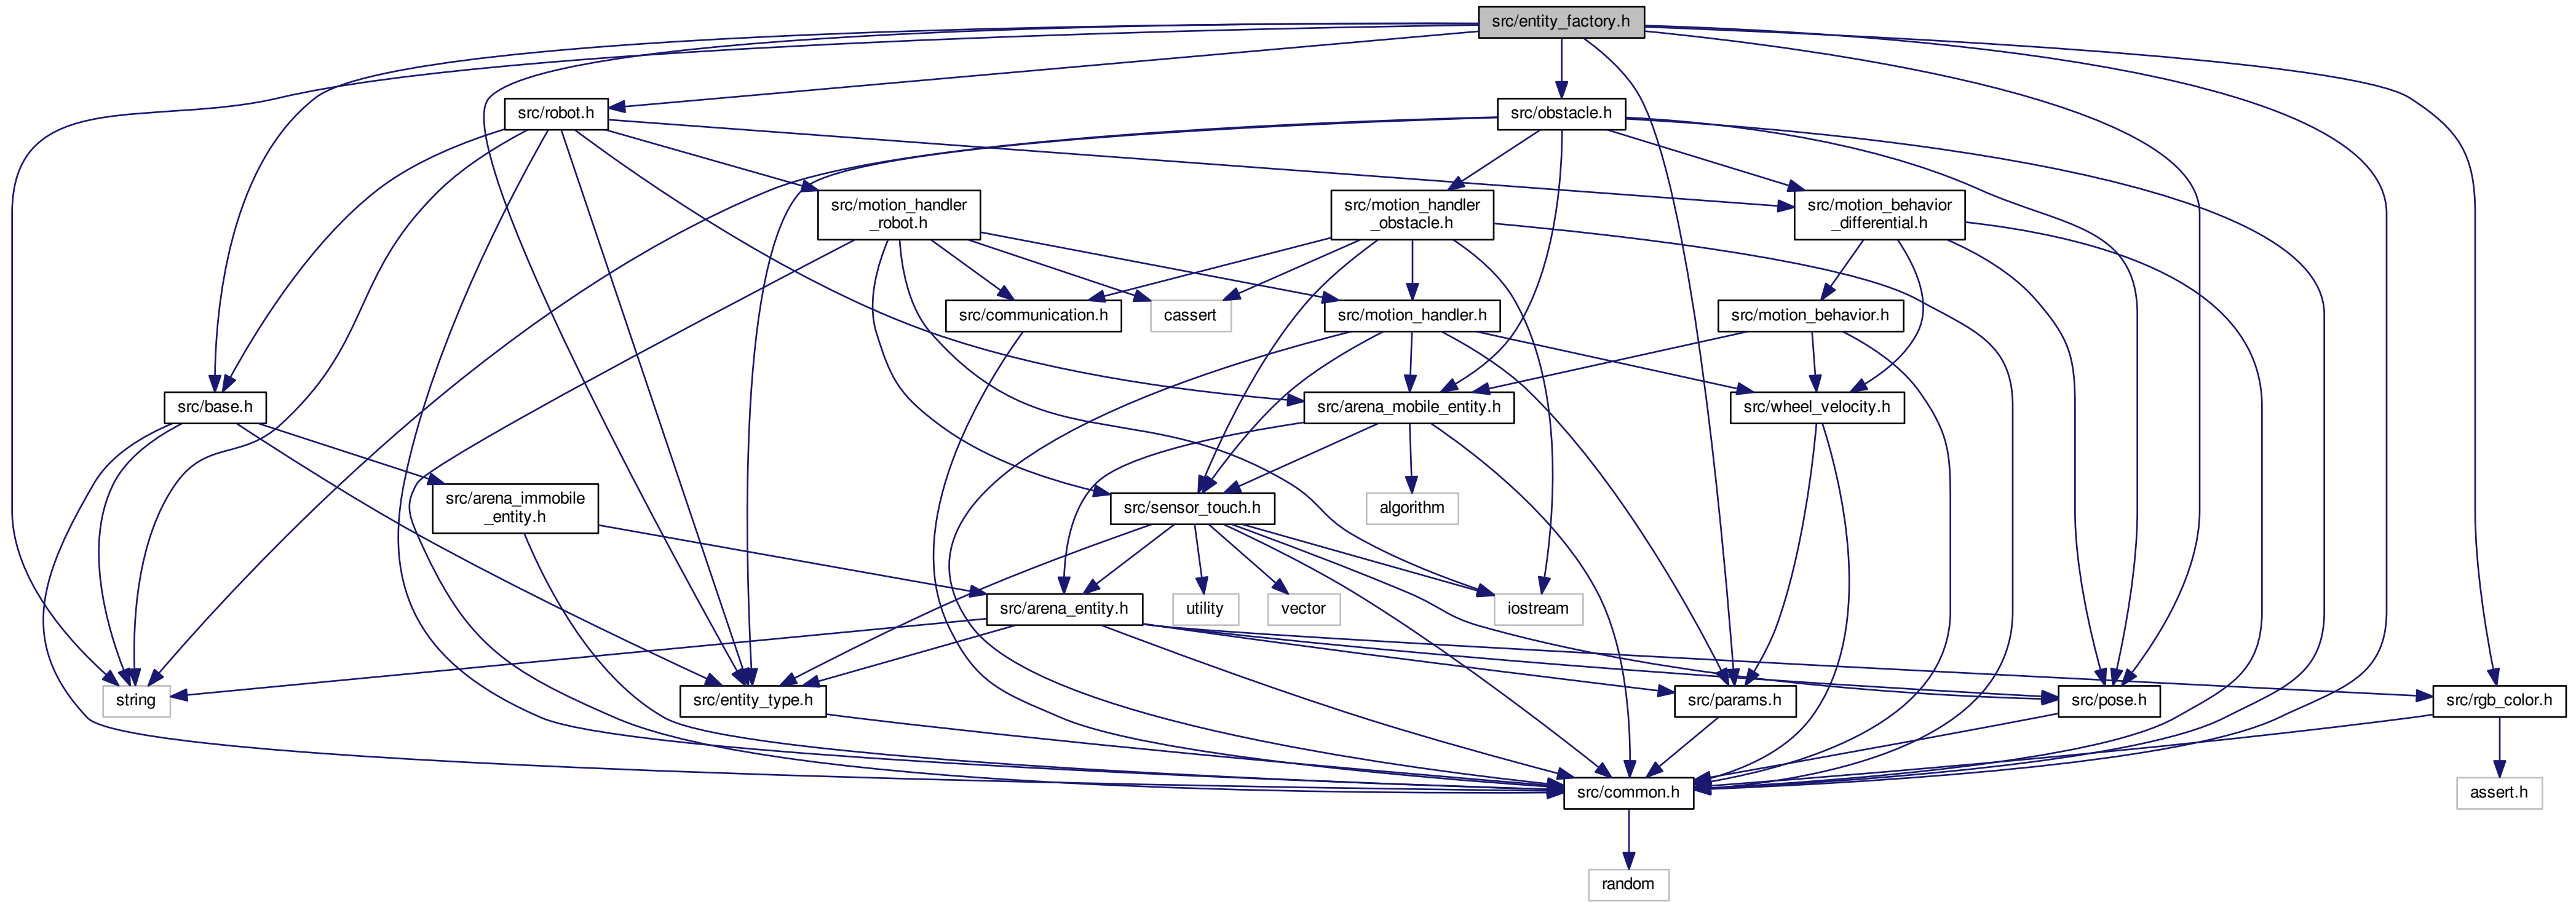 src/entity_factory.h
src/robot.h
src/obstacle.h
src/motion_handler
_robot.h
src/motion_handler
_obstacle.h
src/motion_behavior
_differential.h
src/communication.h
cassert
src/motion_handler.h
src/motion_behavior.h
src/base.h
src/arena_mobile_entity.h
src/wheel_velocity.h
src/arena_immobile
_entity.h
src/sensor_touch.h
algorithm
src/arena_entity.h
utility
vector
iostream
string
src/entity_type.h
src/params.h
src/pose.h
src/rgb_color.h
src/common.h
assert.h
random